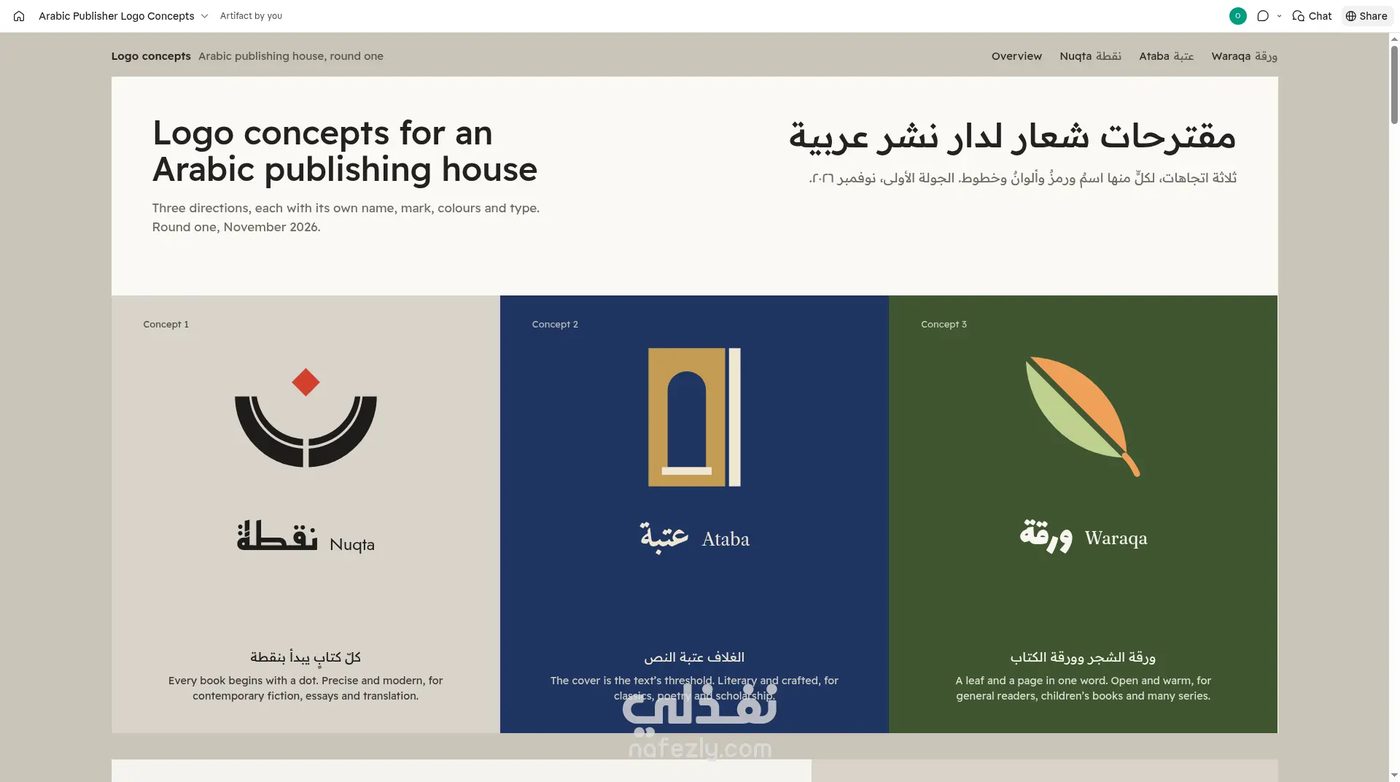 Arabic Publisher Logo Concepts
Artifact by you
O
Chat
Share
Logo concepts Arabic publishing house, round one
Overview
Nuqta نقطة
Ataba عتبة
Waraqa ورقة
Logo concepts for an
Arabic publishing house
Three directions, each with its own name, mark, colours and type.
Round one, November 2026.
مقترحات شعار لدار نشر عربية
ثلاثة اتجاهات، لكلٍّ منها اسمٌ ورمزٌ وألوانٌ وخطوط. الجولة الأولى، نوفمبر ٢٠٢٦.
Concept 1
نقطة Nuqta
كلّ كتابٍ يبدأ بنقطة
Every book begins with a dot. Precise and modern, for
contemporary fiction, essays and translation.
Concept 2
عتبة Ataba
الغلاف عتبة النص
The cover is the text's threshold. Literary and crafted, for
classics, poetry and scholarship.
Concept 3
ورقة Waraqa
ورقة الشجر وورقة الكتاب
A leaf and a page in one word. Open and warm, for
general readers, children's books and many series.
نفذلي
nafezly.com